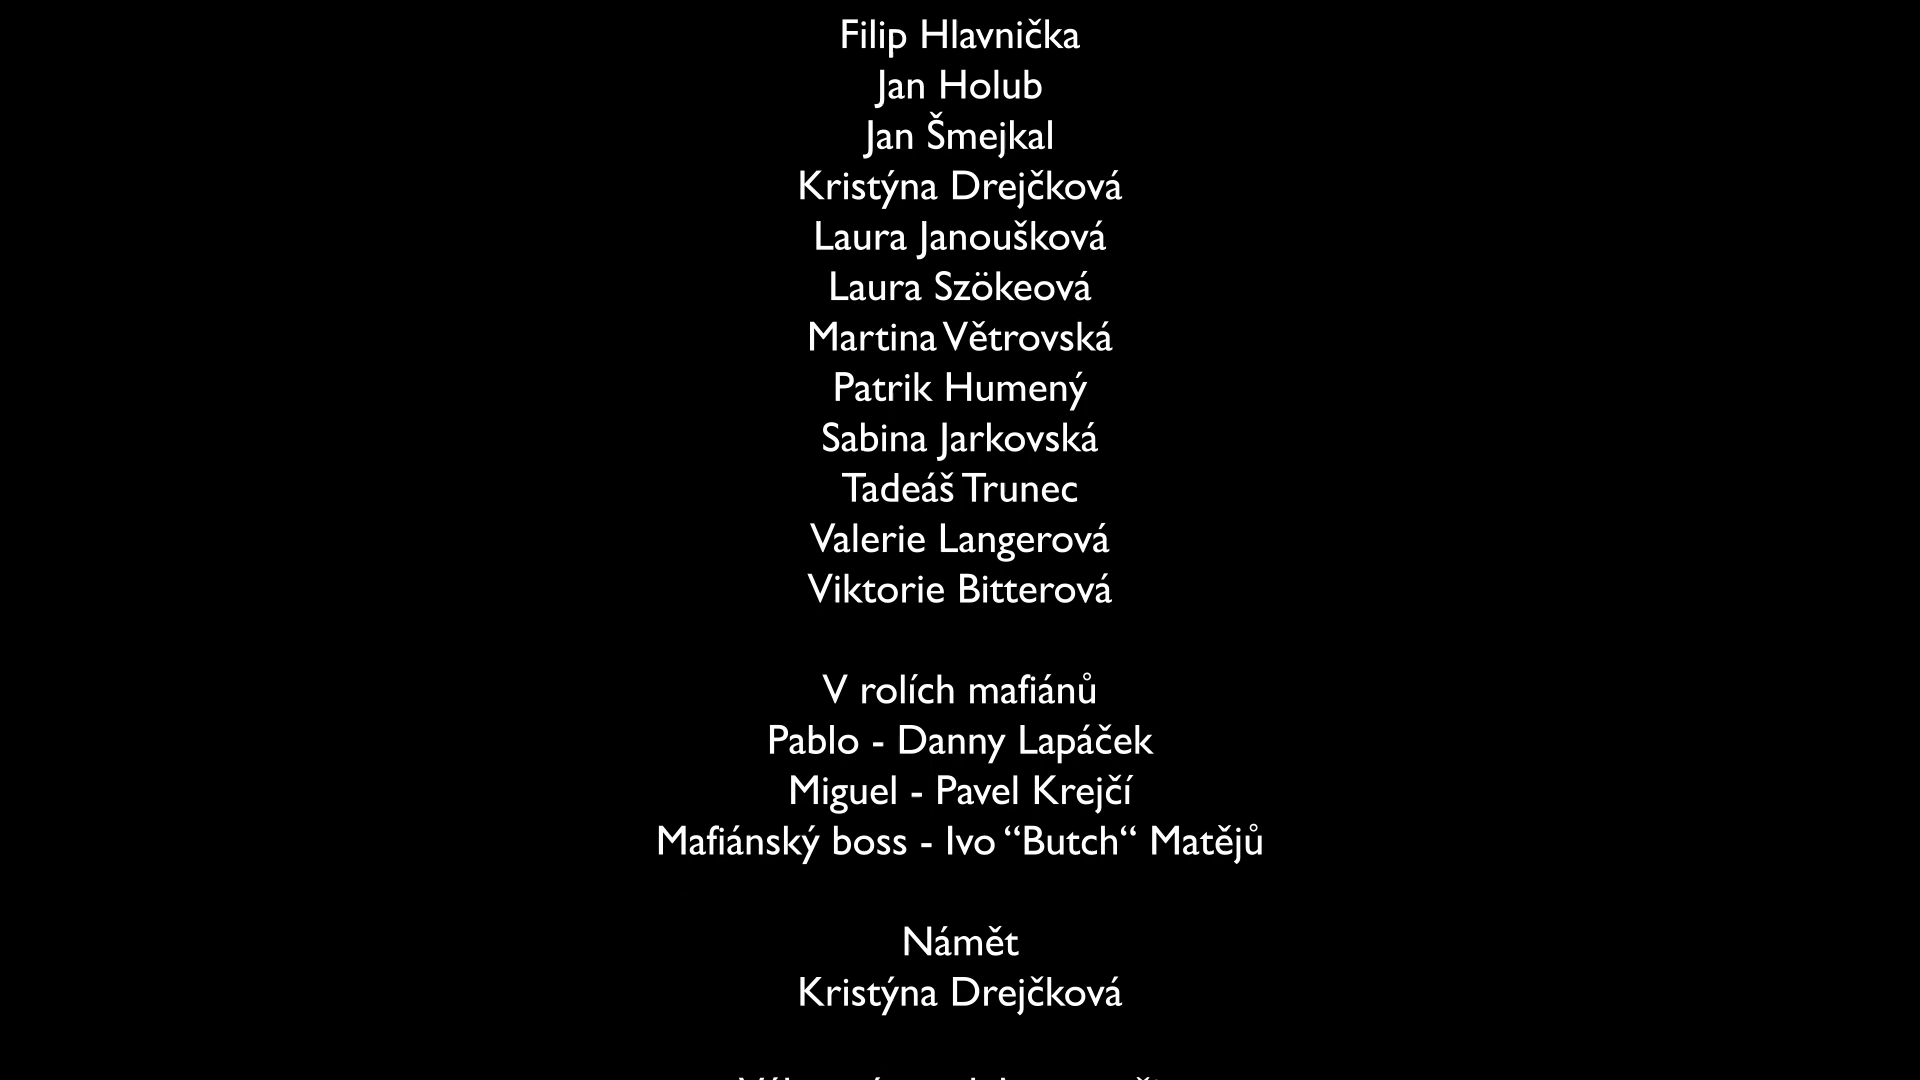 Filip Hlavnička
Jan Holub
Jan Šmejkal
Kristýna Drejčková
Laura Janoušková
Laura Szökeová
Martina Větrovská
Patrik Humený
Sabina Jarkovská
Tadeáš Trunec
Valerie Langerová
Viktorie Bitterová
V rolích mafiánů
Pablo - Danny Lapáček
Miguel - Pavel Krejčí
Mafiánský boss - Ivo “Butch“ Matějů
Námět
Kristýna Drejčková